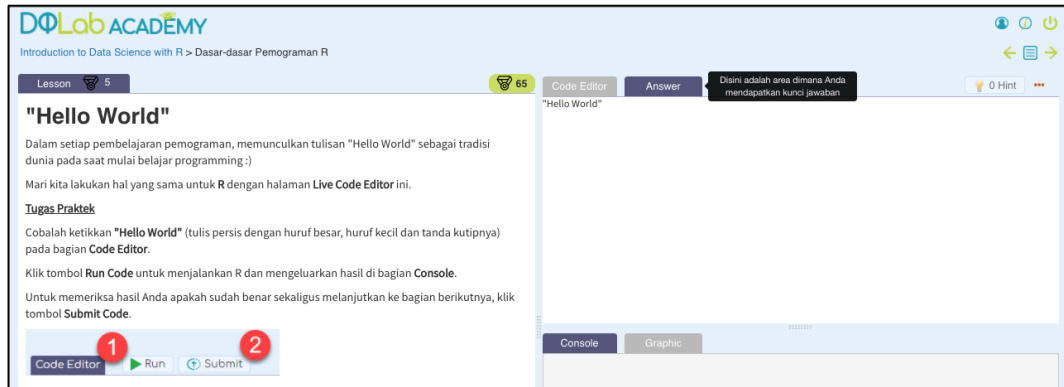 DQLab ACADEMY
Introduction to Data Science with R > Dasar-dasar Pemograman R
Lesson 5
65
"Hello World"
Dalam setiap pembelajaran pemograman, memunculkan tulisan "Hello World" sebagai tradisi
dunia pada saat mulai belajar programming :)
Mari kita lakukan hal yang sama untuk R dengan halaman Live Code Editor ini.
Tugas Praktek
Cobalah ketikkan "Hello World" (tulis persis dengan huruf besar, huruf kecil dan tanda kutipnya)
pada bagian Code Editor.
Klik tombol Run Code untuk menjalankan R dan mengeluarkan hasil di bagian Console.
Untuk memeriksa hasil Anda apakah sudah benar sekaligus melanjutkan ke bagian berikutnya, klik
tombol Submit Code.
1 2
Code Editor Run Submit
Code Editor Answer
Disini adalah area dimana Anda
mendapatkan kunci jawaban
0 Hint
"Hello World"
Console Graphic